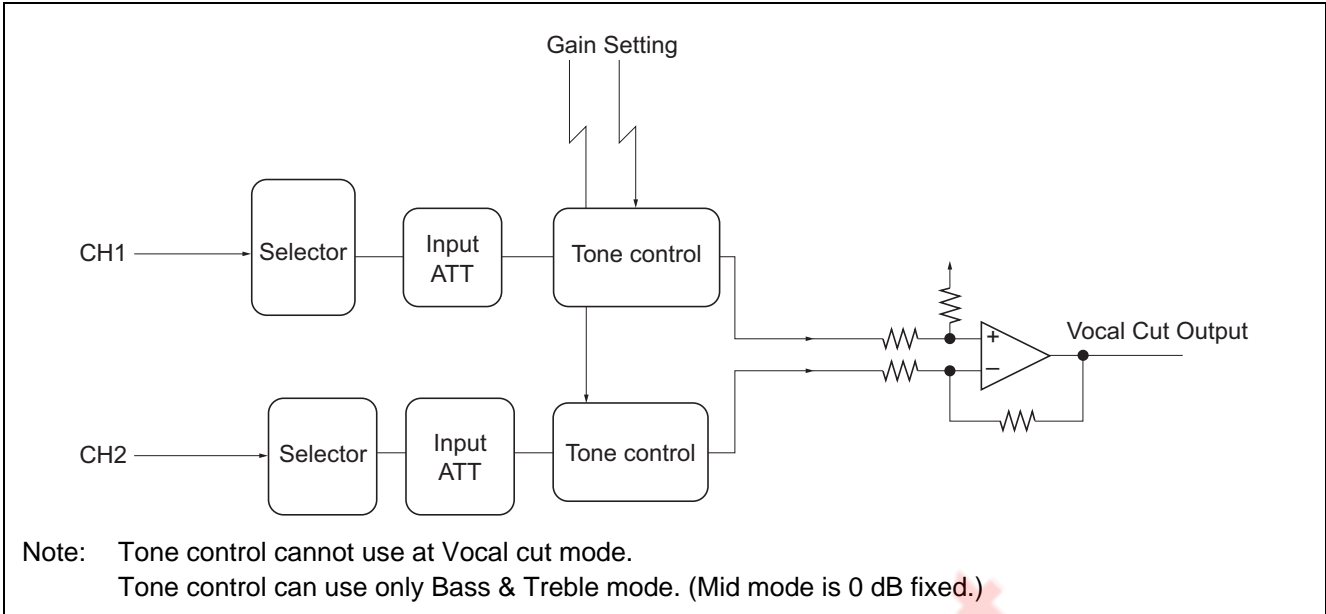 Gain Setting
CH1
Selector
Input
ATT
Tone control
+
−
Vocal Cut Output
CH2
Selector
Input
ATT
Tone control
Note: Tone control cannot use at Vocal cut mode.
Tone control can use only Bass & Treble mode. (Mid mode is 0 dB fixed.)